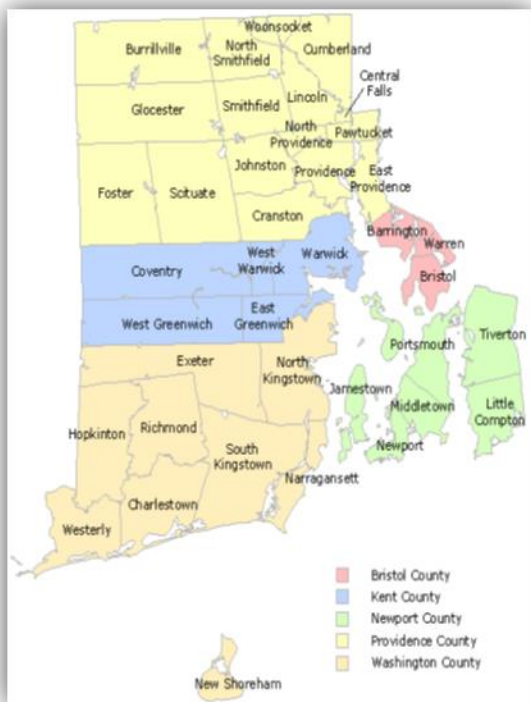 Woonsocket
Burrillville
North
Smithfield
Cumberland
Central
Falls
Lincoln
Glocester
Smithfield
North
Providence
Pawtucket
Johnston
Providence
East
Providence
Foster
Scituate
Cranston
Barrington
Warren
Bristol
Coventry
West
Warwick
Warwick
West Greenwich
East
Greenwich
Tiverton
Portsmouth
Exeter
North
Kingstown
Jamestown
Middletown
Little
Compton
Hopkinton
Richmond
Newport
South
Kingstown
Narragansett
Charlestown
Westerly
Bristol County
Kent County
Newport County
Providence County
Washington County
New Shoreham